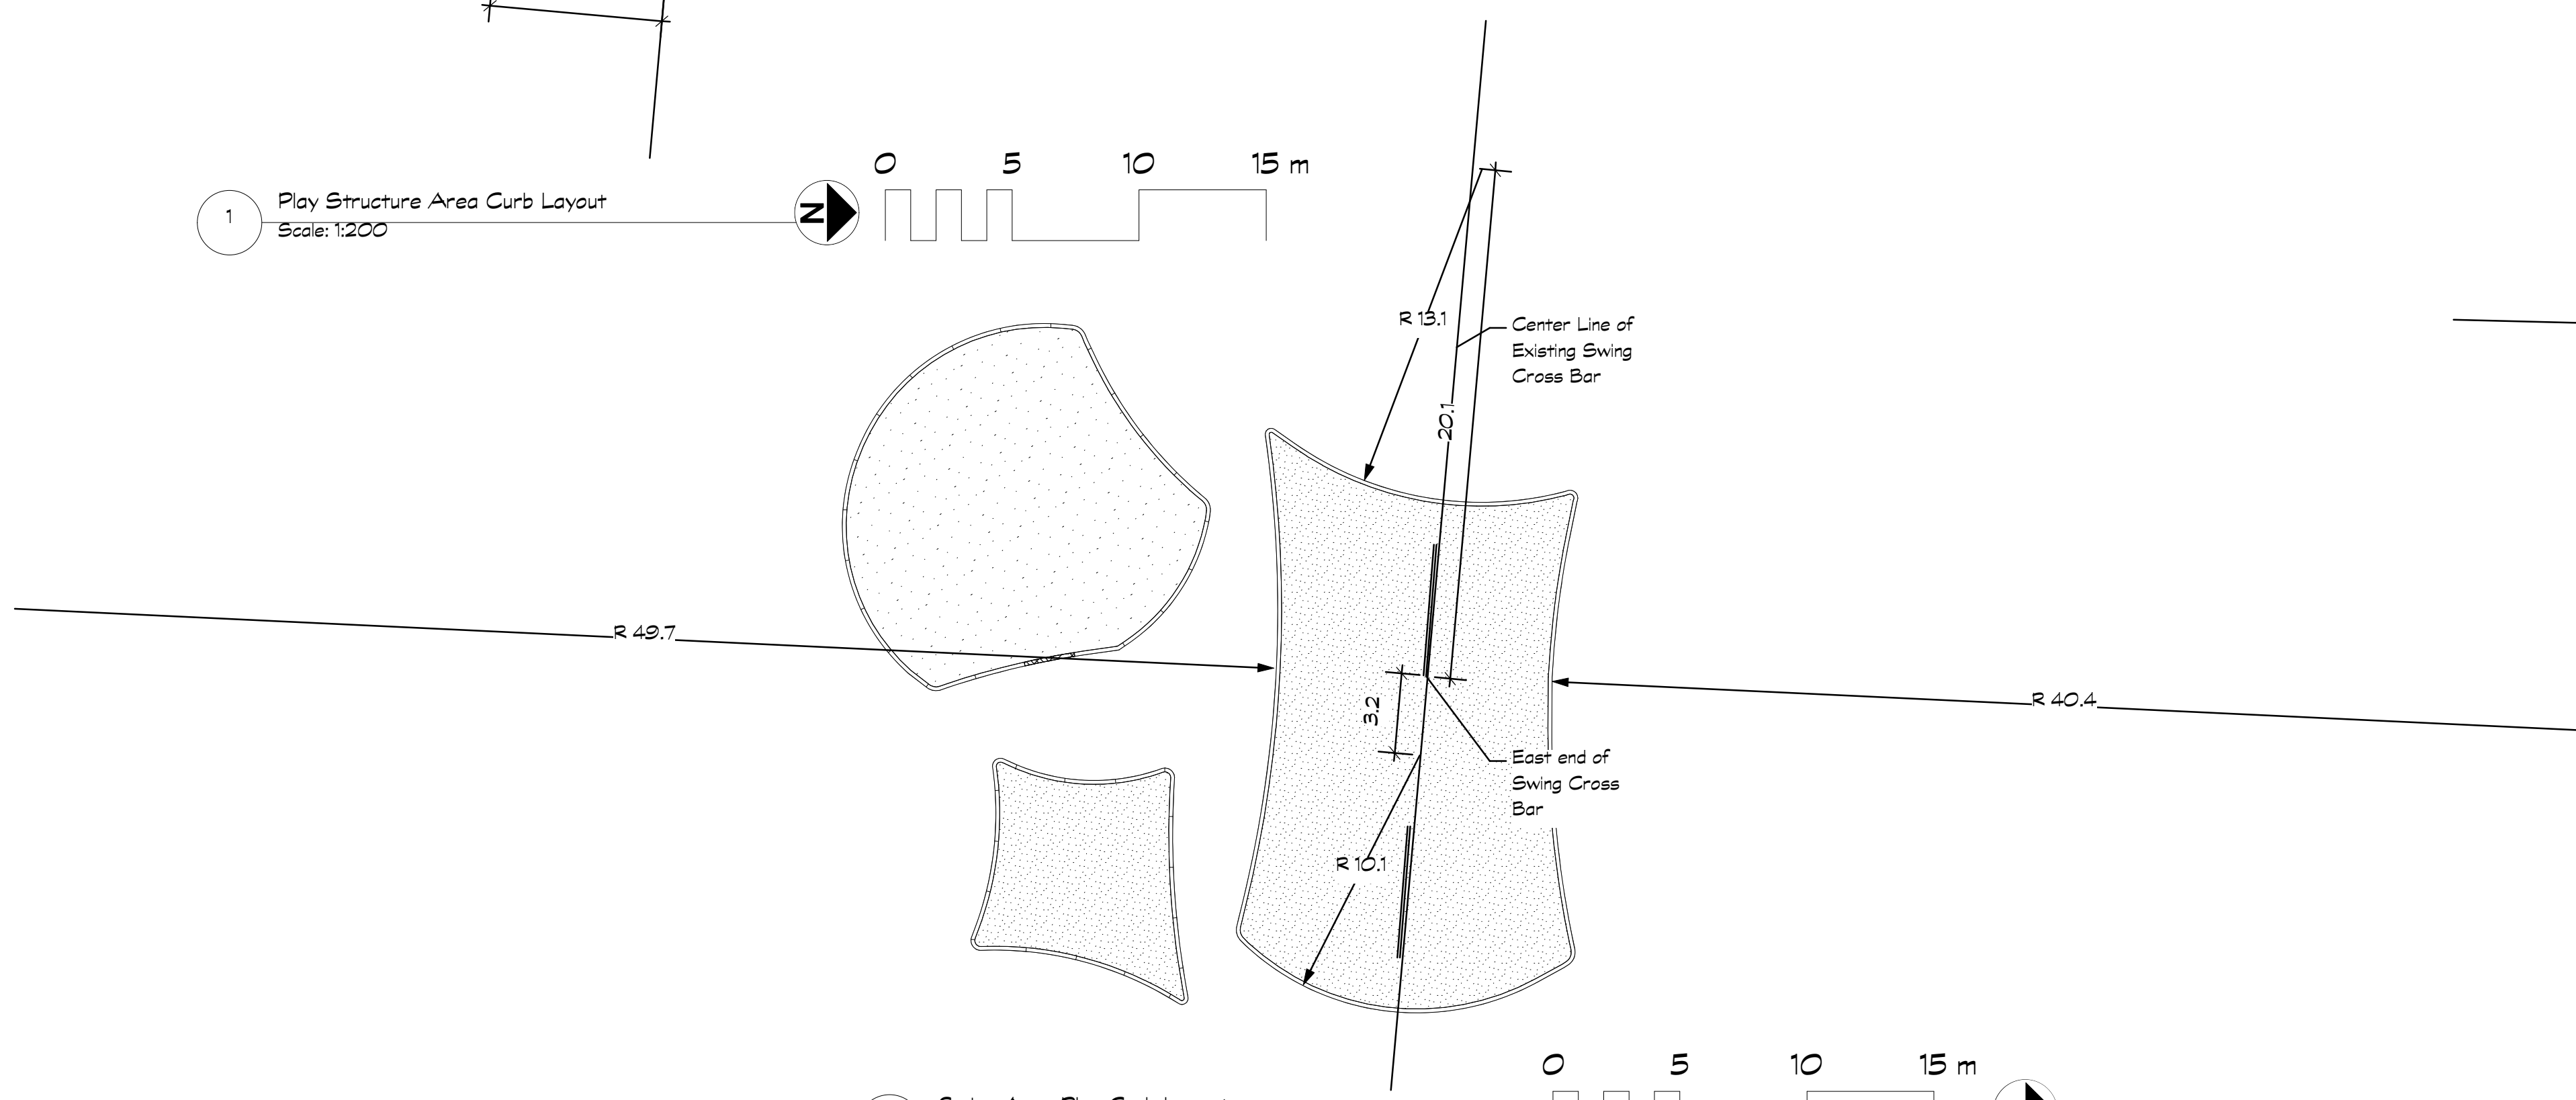 0 5 10 15 m
1
Play Structure Area Curb Layout
Scale: 1:200
N
R 13.1
Center Line of
Existing Swing
Cross Bar
20.1
R 49.7
R 40.4
3.2
East end of
Swing Cross
Bar
R 10.1
0 5 10 15 m